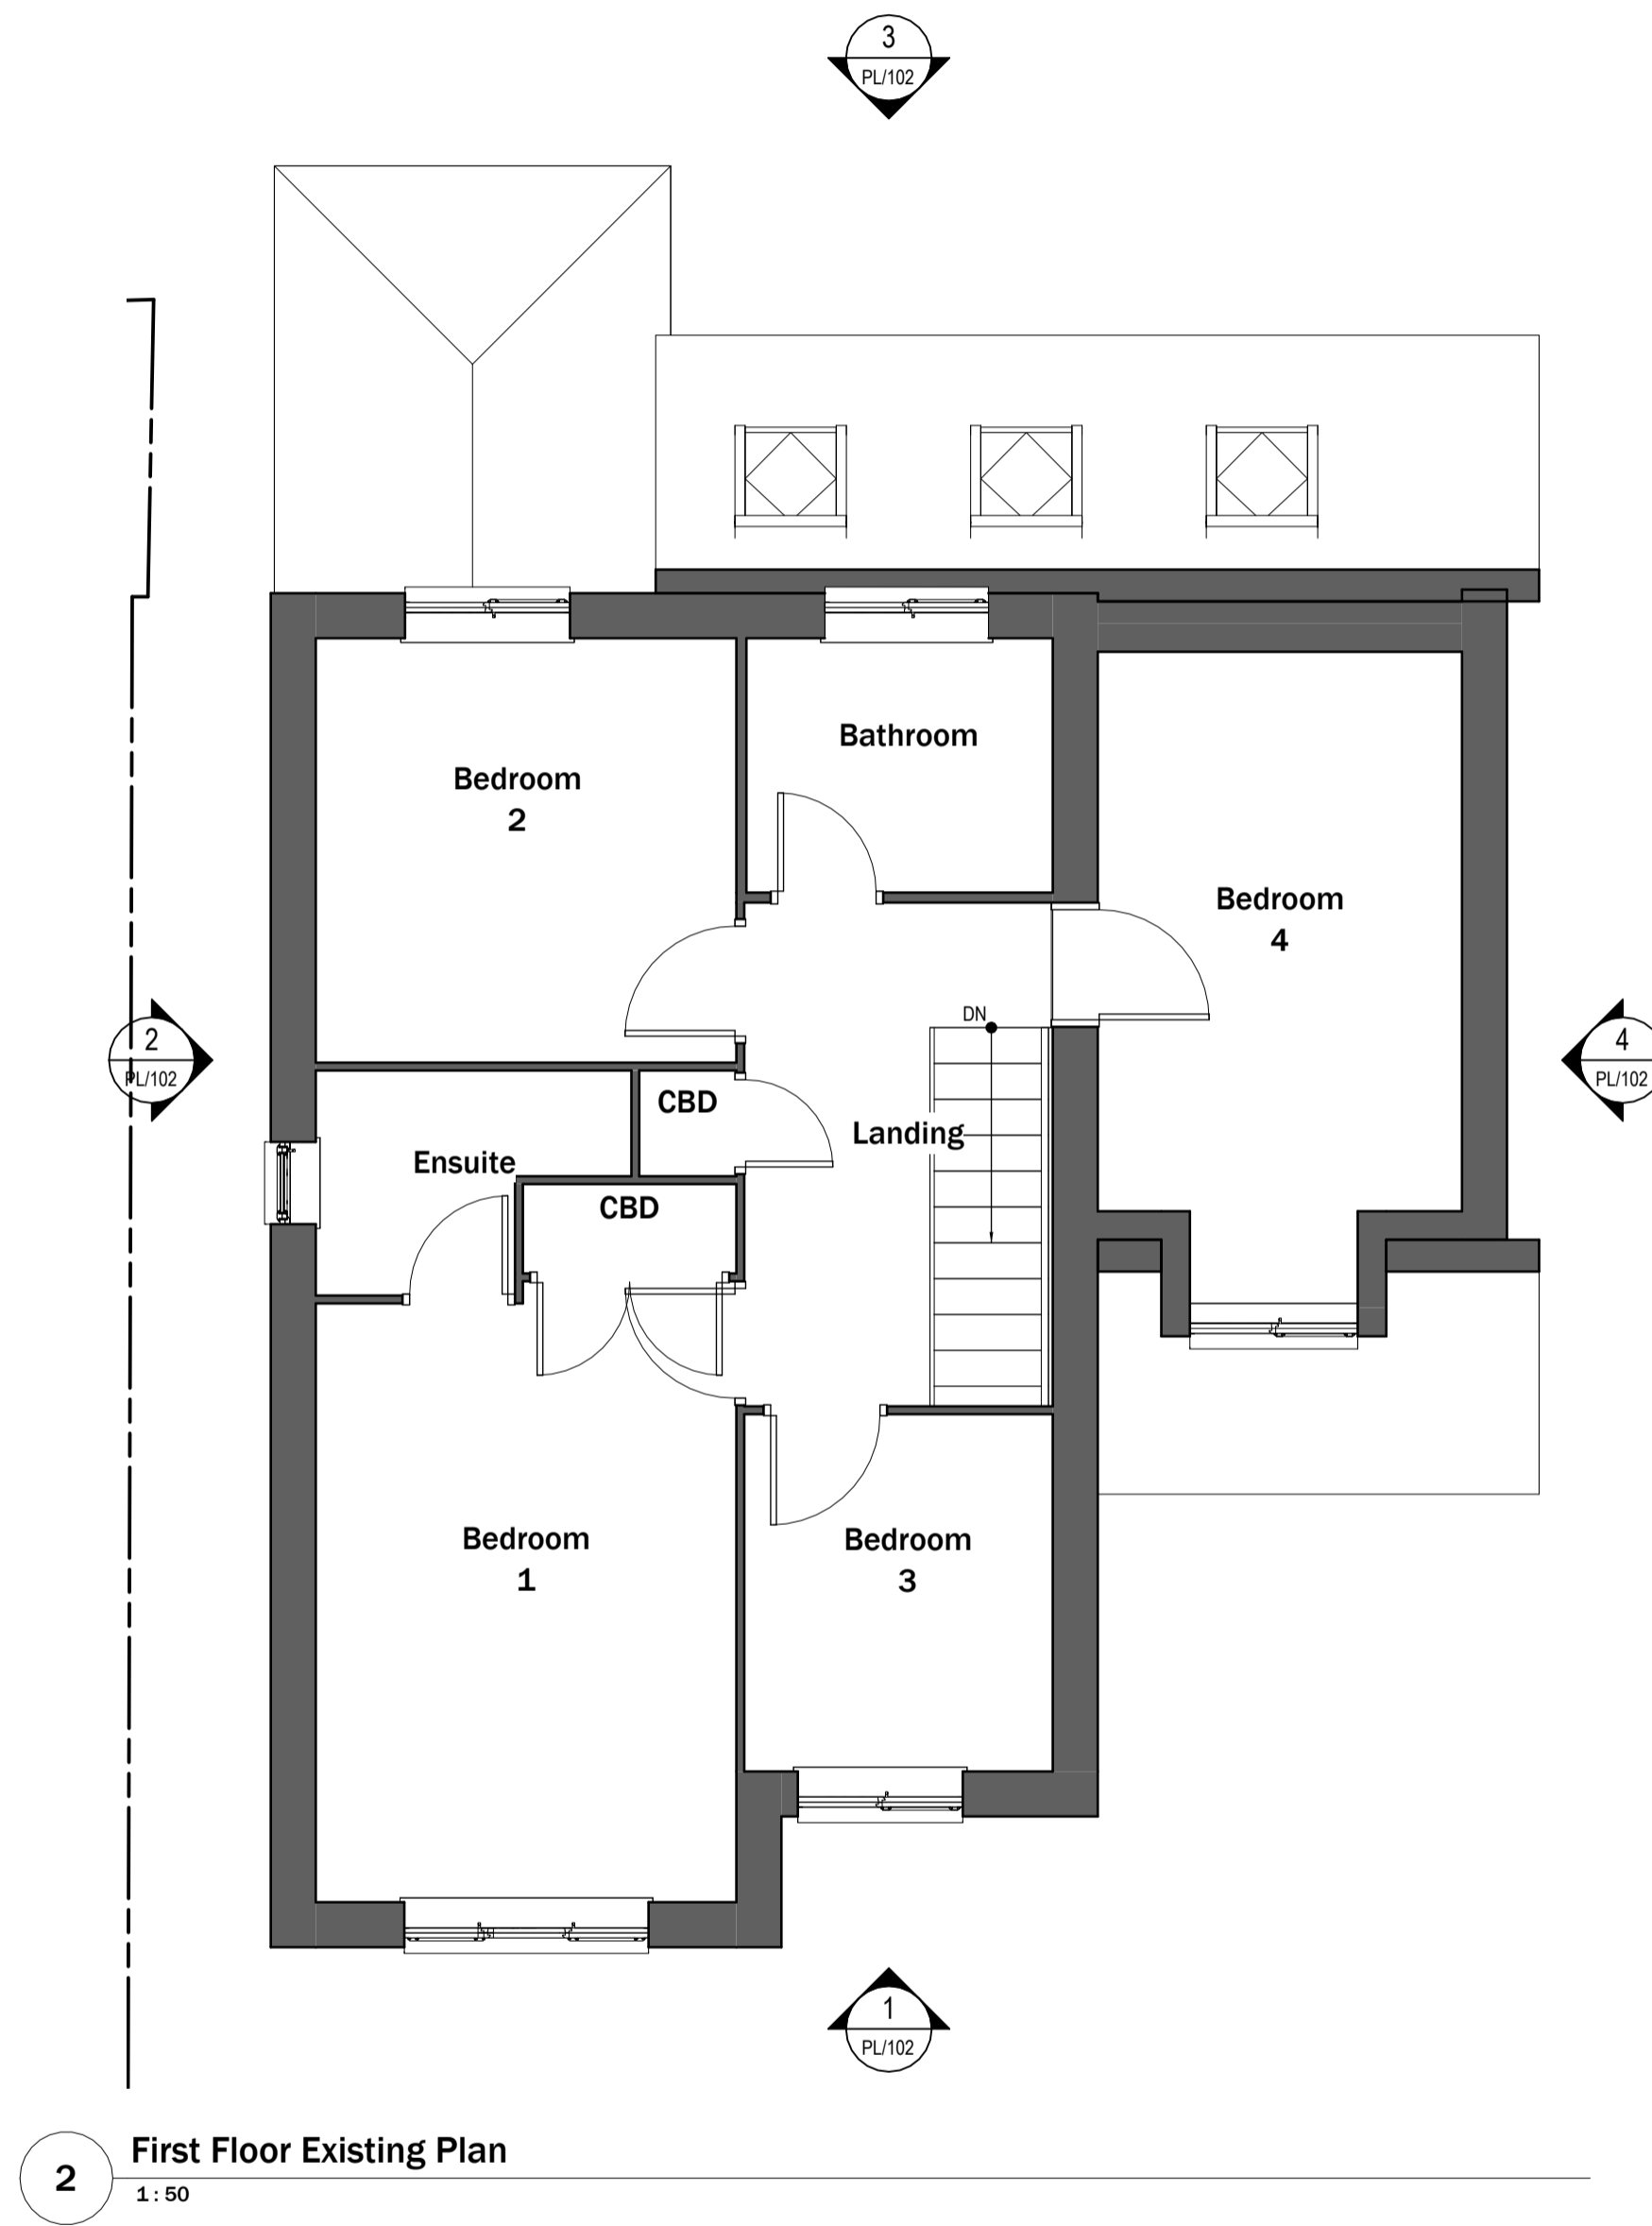 3
PL/102
Bathroom
Bedroom
2
Bedroom
4
DN
2
PL/102
4
PL/102
CBD
Landing
Ensuite
CBD
Bedroom
1
Bedroom
3
1
PL/102
2
First Floor Existing Plan
1 : 50